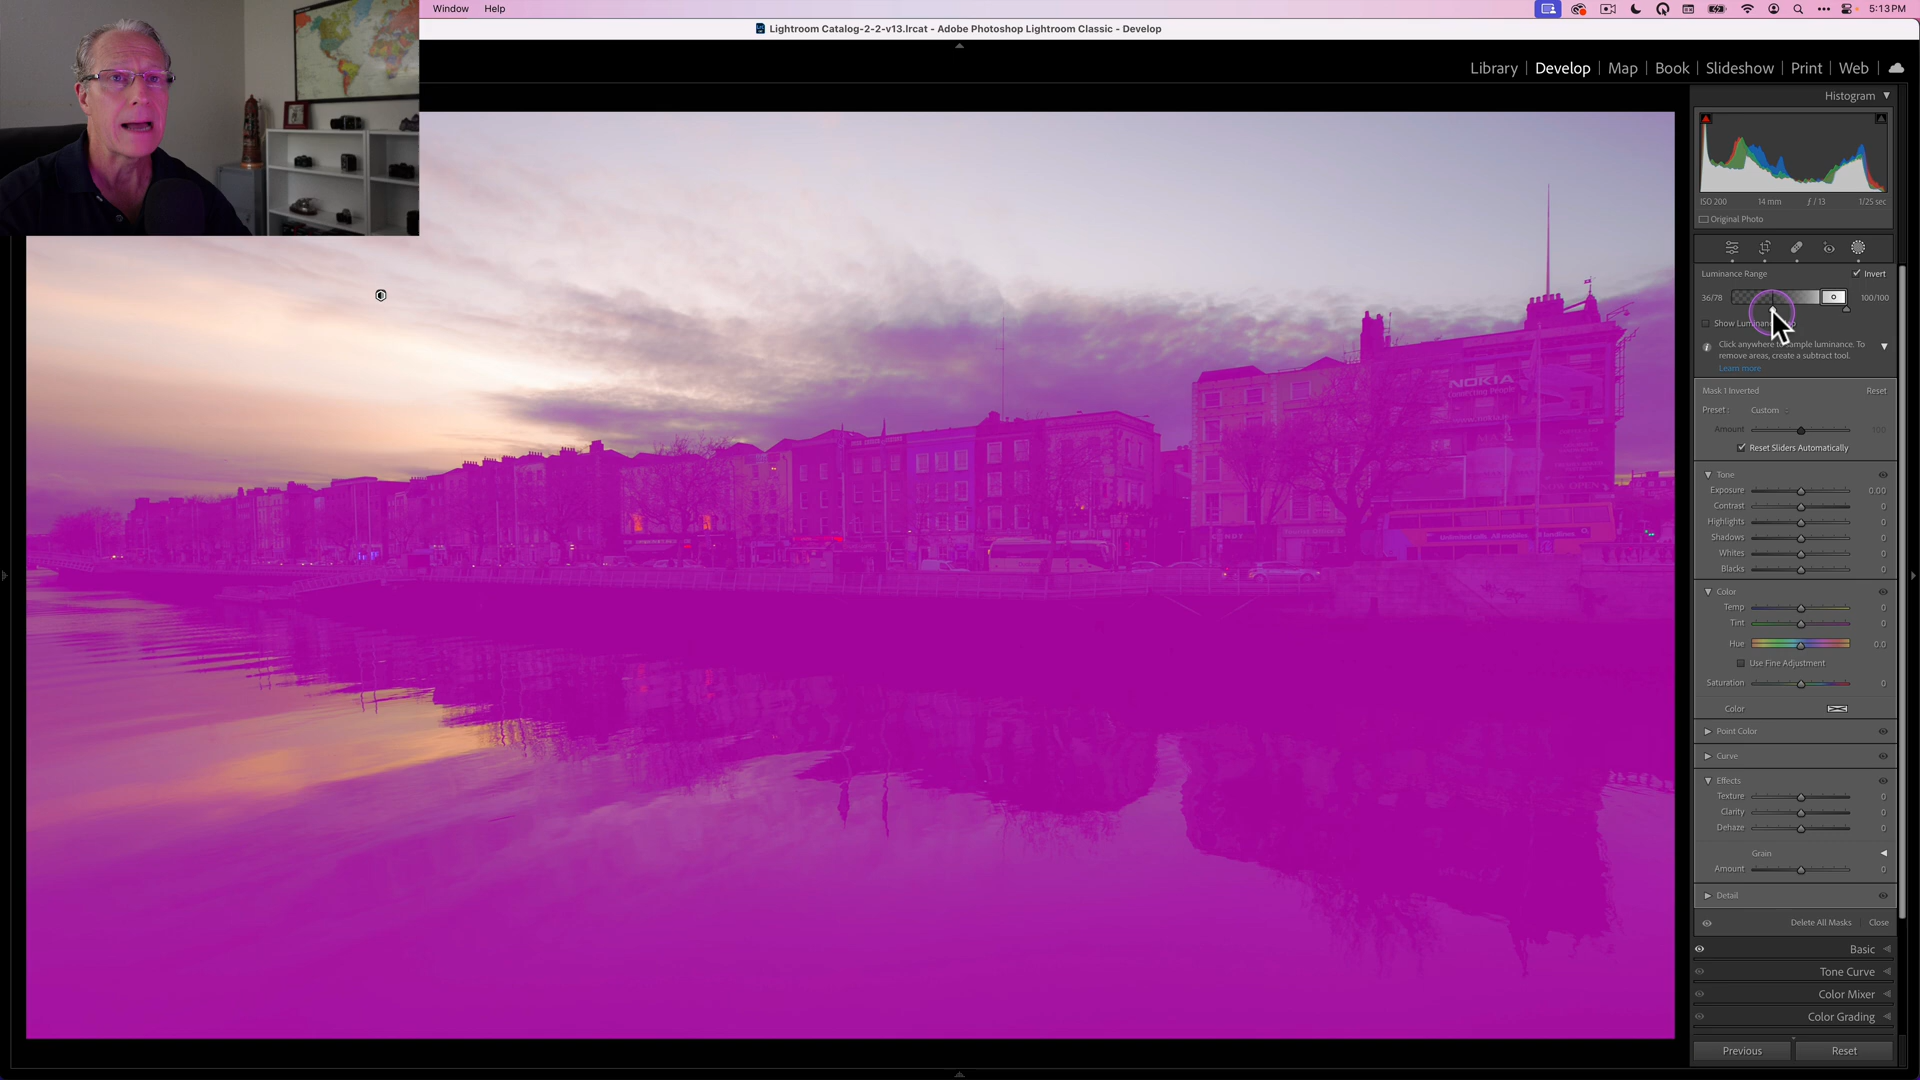 Window Help
5:13 PM
Lightroom Catalog-2-2-v13.lrcat - Adobe Photoshop Lightroom Classic - Develop
Library | Develop | Map | Book | Slideshow | Print | Web
Histogram
ISO 200 14 mm ƒ / 13 1/25 sec
Original Photo
Luminance Range Invert
36/78 100/100
Click anywhere to sample luminance. To
remove areas, create a subtract tool.
Learn more
Mask 1 Inverted Reset
Preset : Custom
Amount 100
Reset Sliders Automatically
Tone
Exposure 0.00
Contrast 0
Highlights 0
Shadows 0
Whites 0
Blacks 0
Color
Temp 0
Tint 0
Hue 0.0
Use Fine Adjustment
Saturation 0
Color
Point Color
Curve
Effects
Texture 0
Clarity 0
Dehaze 0
Grain
Amount 0
Detail
Delete All Masks Close
Basic
Tone Curve
Color Mixer
Color Grading
Previous Reset
NOKIA
Connecting People
NOW OPEN